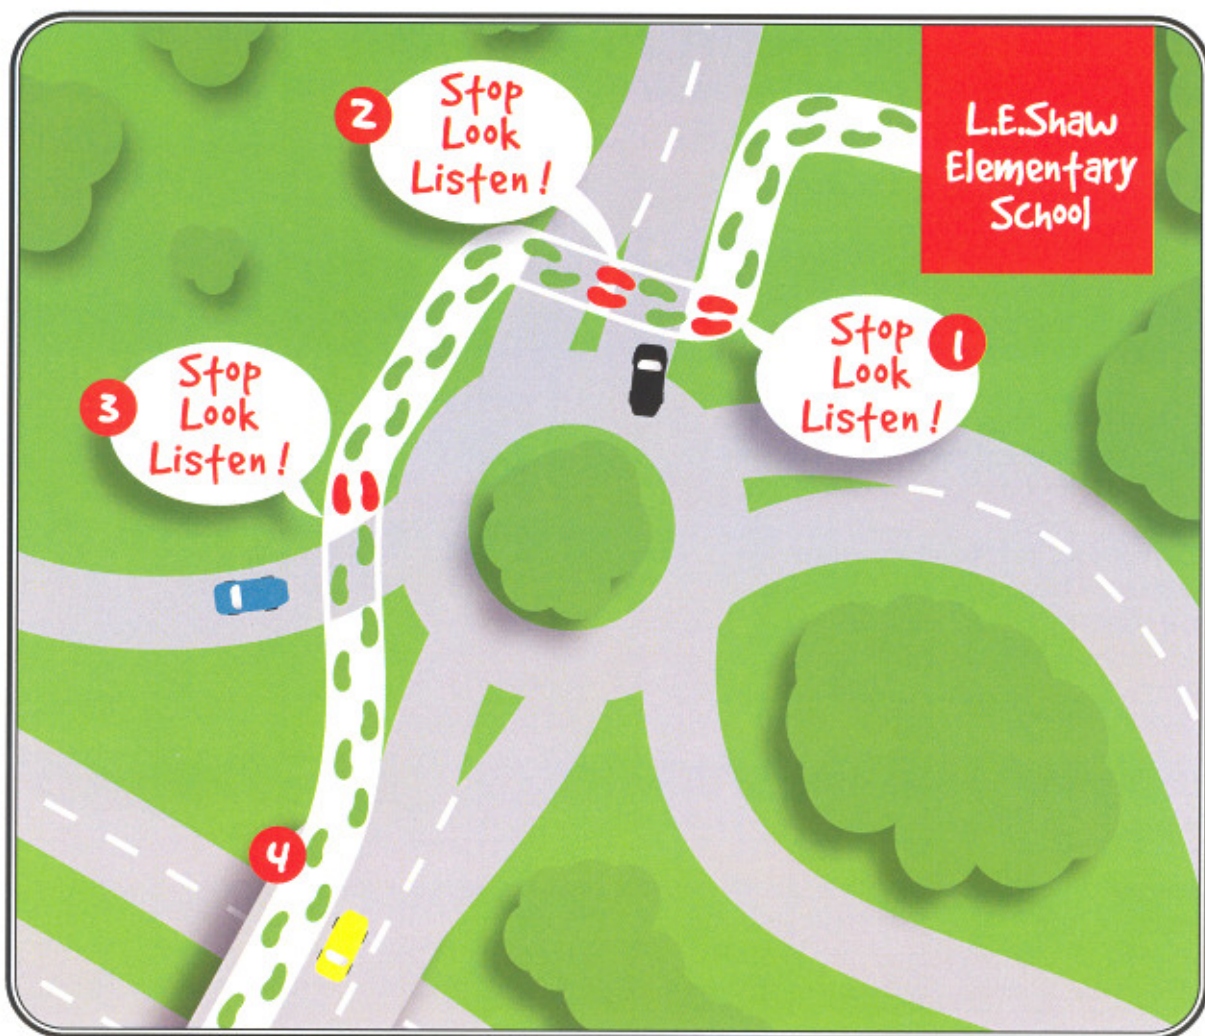 2
Stop
Look
Listen!
L.E.Shaw
Elementary
School
Stop
Look
Listen!
1
3
Stop
Look
Listen!
4